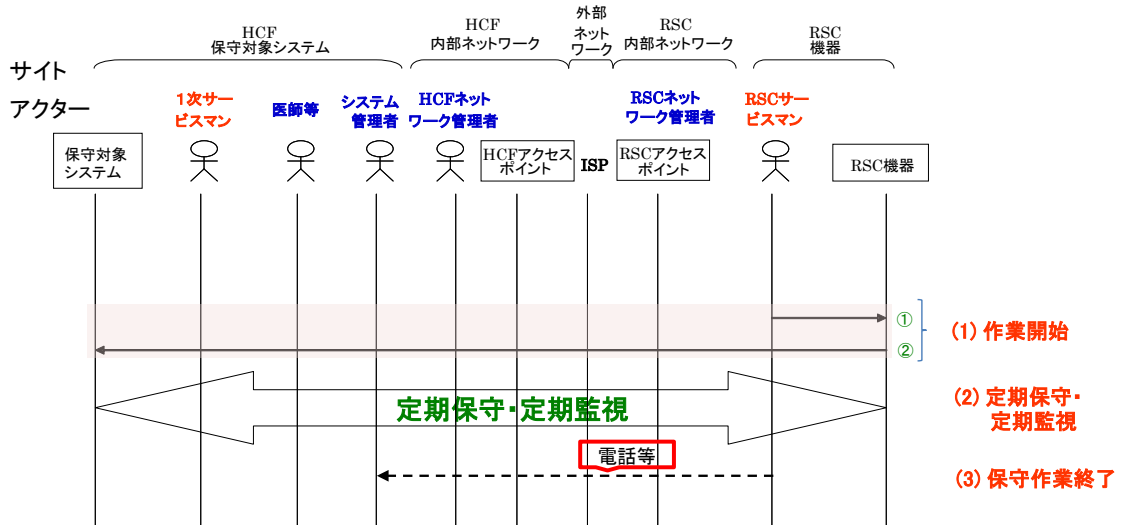 HCF
保守対象システム
HCF
内部ネットワーク
外部
ネット
ワーク
RSC
内部ネットワーク
RSC
機器
サイト
アクター
1次サー
ビスマン
医師等
システム
管理者
HCFネット
ワーク管理者
RSCネット
ワーク管理者
RSCサー
ビスマン
保守対象
システム
HCFアクセス
ポイント
ISP
RSCアクセス
ポイント
RSC機器
①
②
(1) 作業開始
定期保守・定期監視
(2) 定期保守・
定期監視
電話等
(3) 保守作業終了